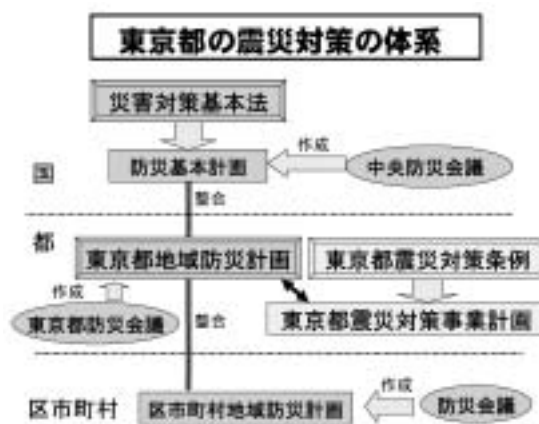 東京都の震災対策の体系
災害対策基本法
作成
防災基本計画
中央防災会議
国
整合
都
東京都地域防災計画
東京都震災対策条例
作成
東京都防災会議
整合
東京都震災対策事業計画
作成
区市町村
区市町村地域防災計画
防災会議